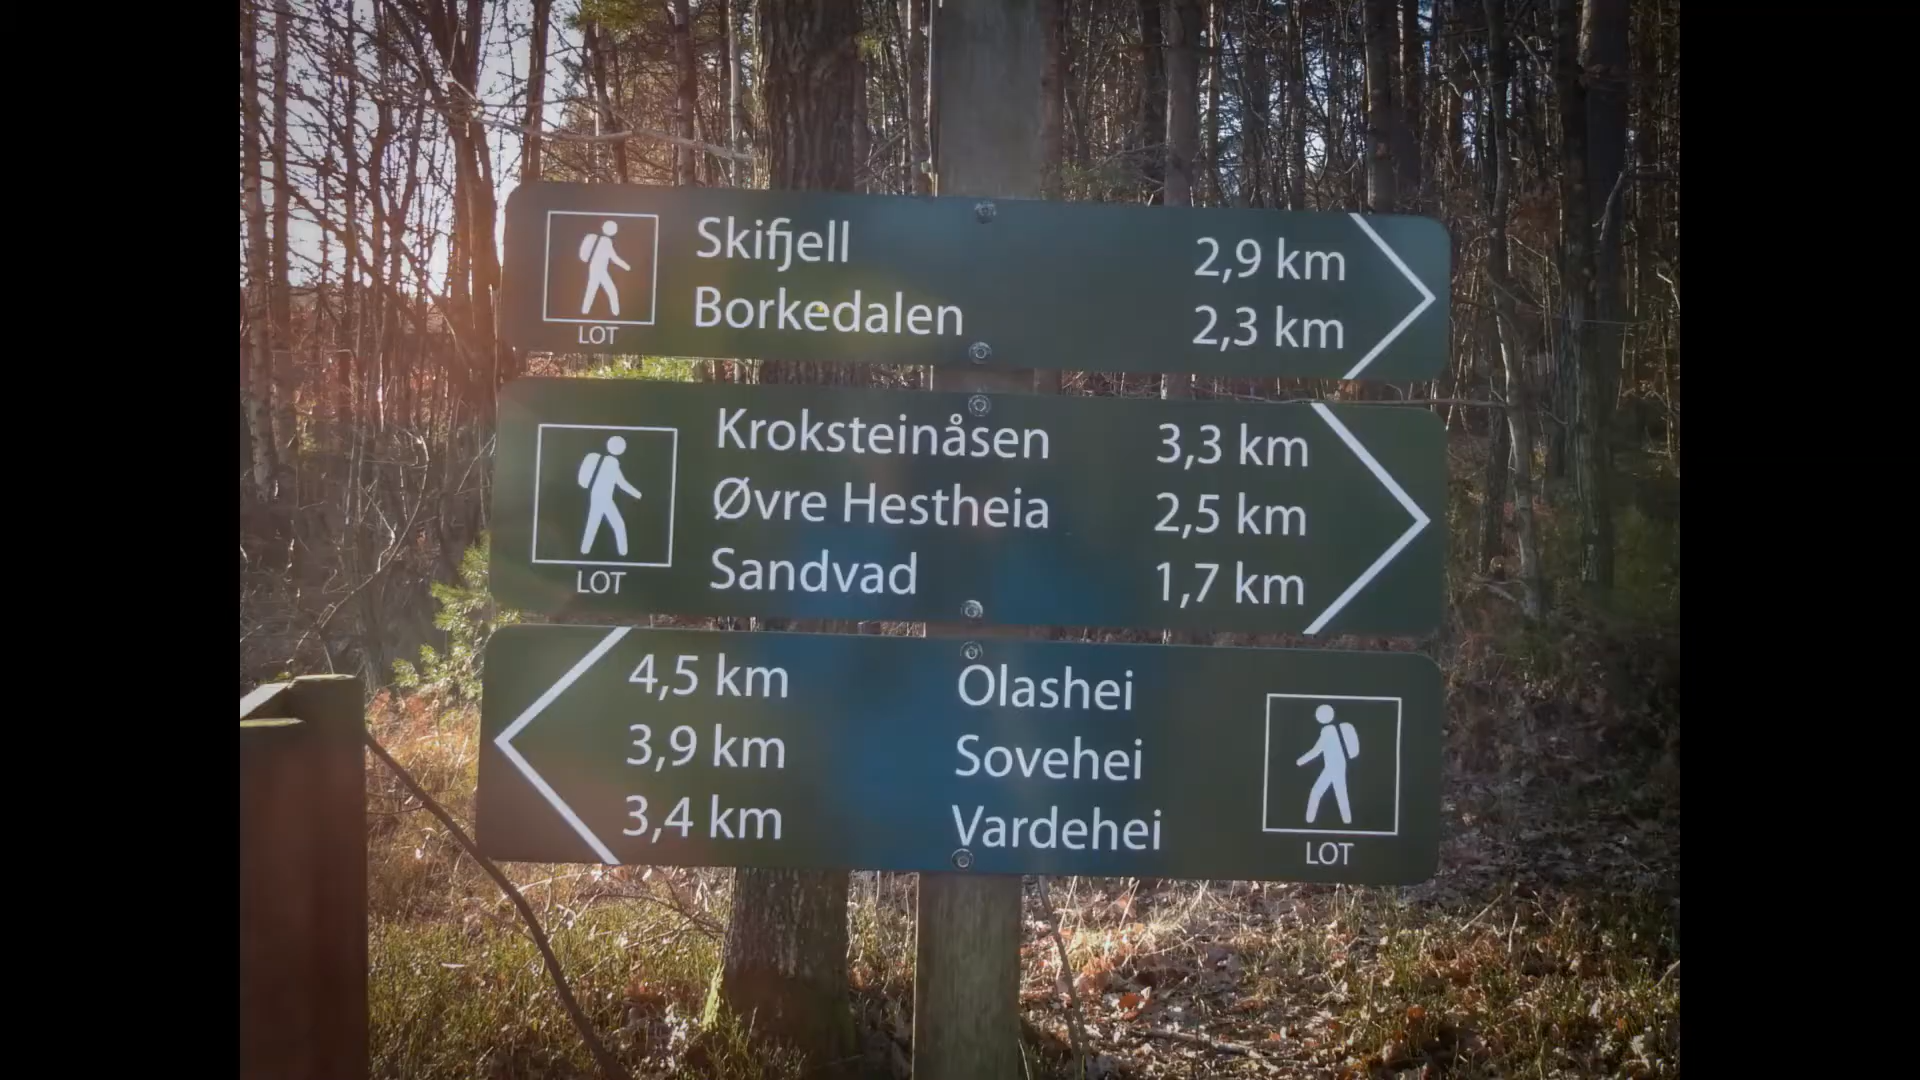 Skifjell 2,9 km
Borkedalen 2,3 km
LOT
Kroksteinåsen 3,3 km
Øvre Hestheia 2,5 km
Sandvad 1,7 km
LOT
4,5 km Olashei
3,9 km Sovehei
3,4 km Vardehei
LOT